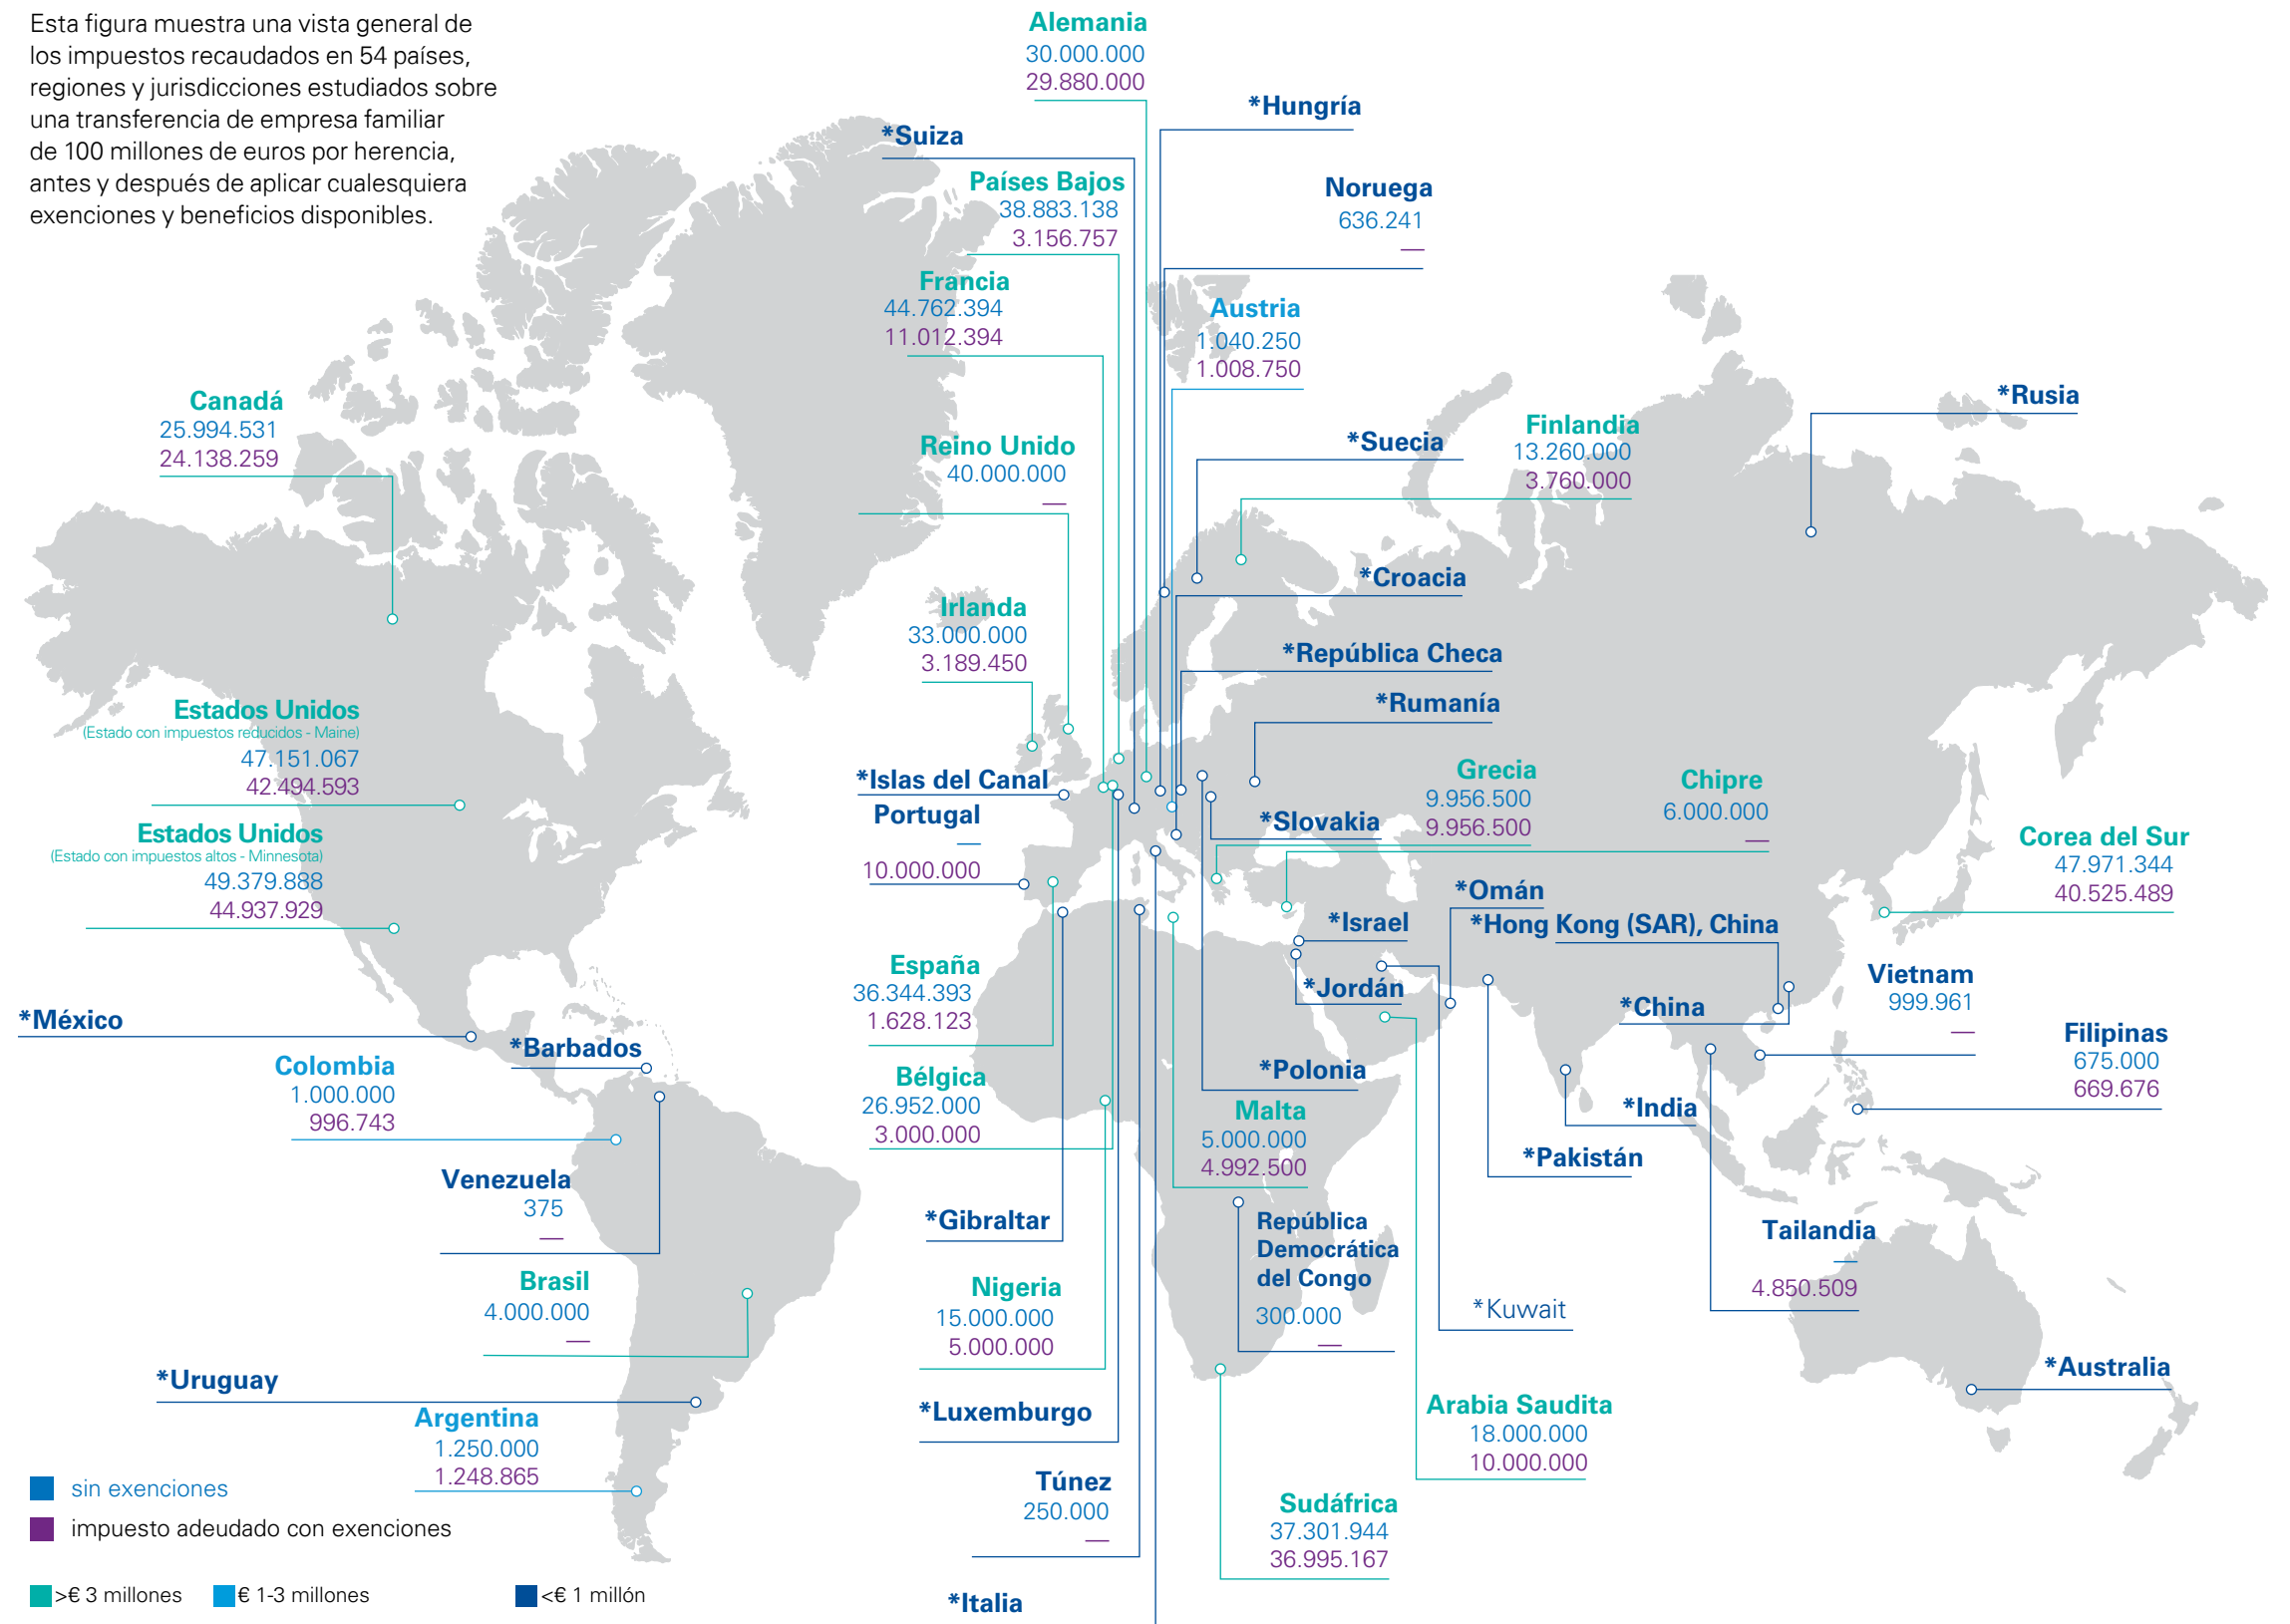 Esta figura muestra una vista general de
los impuestos recaudados en 54 países,
regiones y jurisdicciones estudiados sobre
una transferencia de empresa familiar
de 100 millones de euros por herencia,
antes y después de aplicar cualesquiera
exenciones y beneficios disponibles.
Alemania
30.000.000
29.880.000
*Hungría
*Suiza
Países Bajos
38.883.138
3.156.757
Noruega
636.241
—
Francia
44.762.394
11.012.394
Austria
1.040.250
1.008.750
Canadá
25.994.531
24.138.259
*Rusia
Reino Unido
40.000.000
—
*Suecia
Finlandia
13.260.000
3.760.000
*Croacia
Irlanda
33.000.000
3.189.450
*República Checa
*Rumanía
Estados Unidos
(Estado con impuestos reducidos - Maine)
47.151.067
42.494.593
*Islas del Canal
Portugal
—
10.000.000
Grecia
9.956.500
9.956.500
Chipre
6.000.000
—
*Slovakia
Estados Unidos
(Estado con impuestos altos - Minnesota)
49.379.888
44.937.929
Corea del Sur
47.971.344
40.525.489
*Omán
*Israel
*Hong Kong (SAR), China
España
36.344.393
1.628.123
*Jordán
Vietnam
999.961
—
*China
*México
*Barbados
Filipinas
675.000
669.676
Colombia
1.000.000
996.743
Bélgica
26.952.000
3.000.000
*Polonia
Malta
5.000.000
4.992.500
*India
*Pakistán
Venezuela
375
—
*Gibraltar
República
Democrática
del Congo
300.000
—
Tailandia
—
4.850.509
Brasil
4.000.000
—
Nigeria
15.000.000
5.000.000
*Kuwait
*Uruguay
*Australia
Argentina
1.250.000
1.248.865
*Luxemburgo
Arabia Saudita
18.000.000
10.000.000
Túnez
250.000
—
Sudáfrica
37.301.944
36.995.167
*Italia
sin exenciones
impuesto adeudado con exenciones
>€ 3 millones
€ 1-3 millones
<€ 1 millón